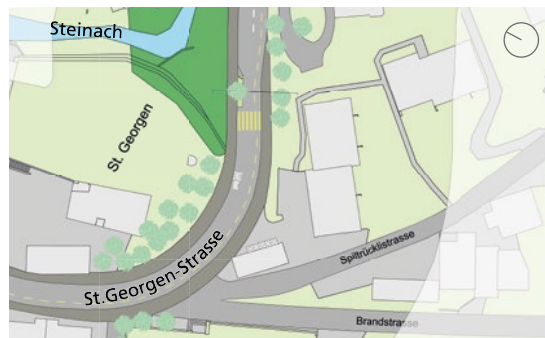 Steinach
St. Georgen
St.Georgen-Strasse
Spitrücklistrasse
Brandstrasse